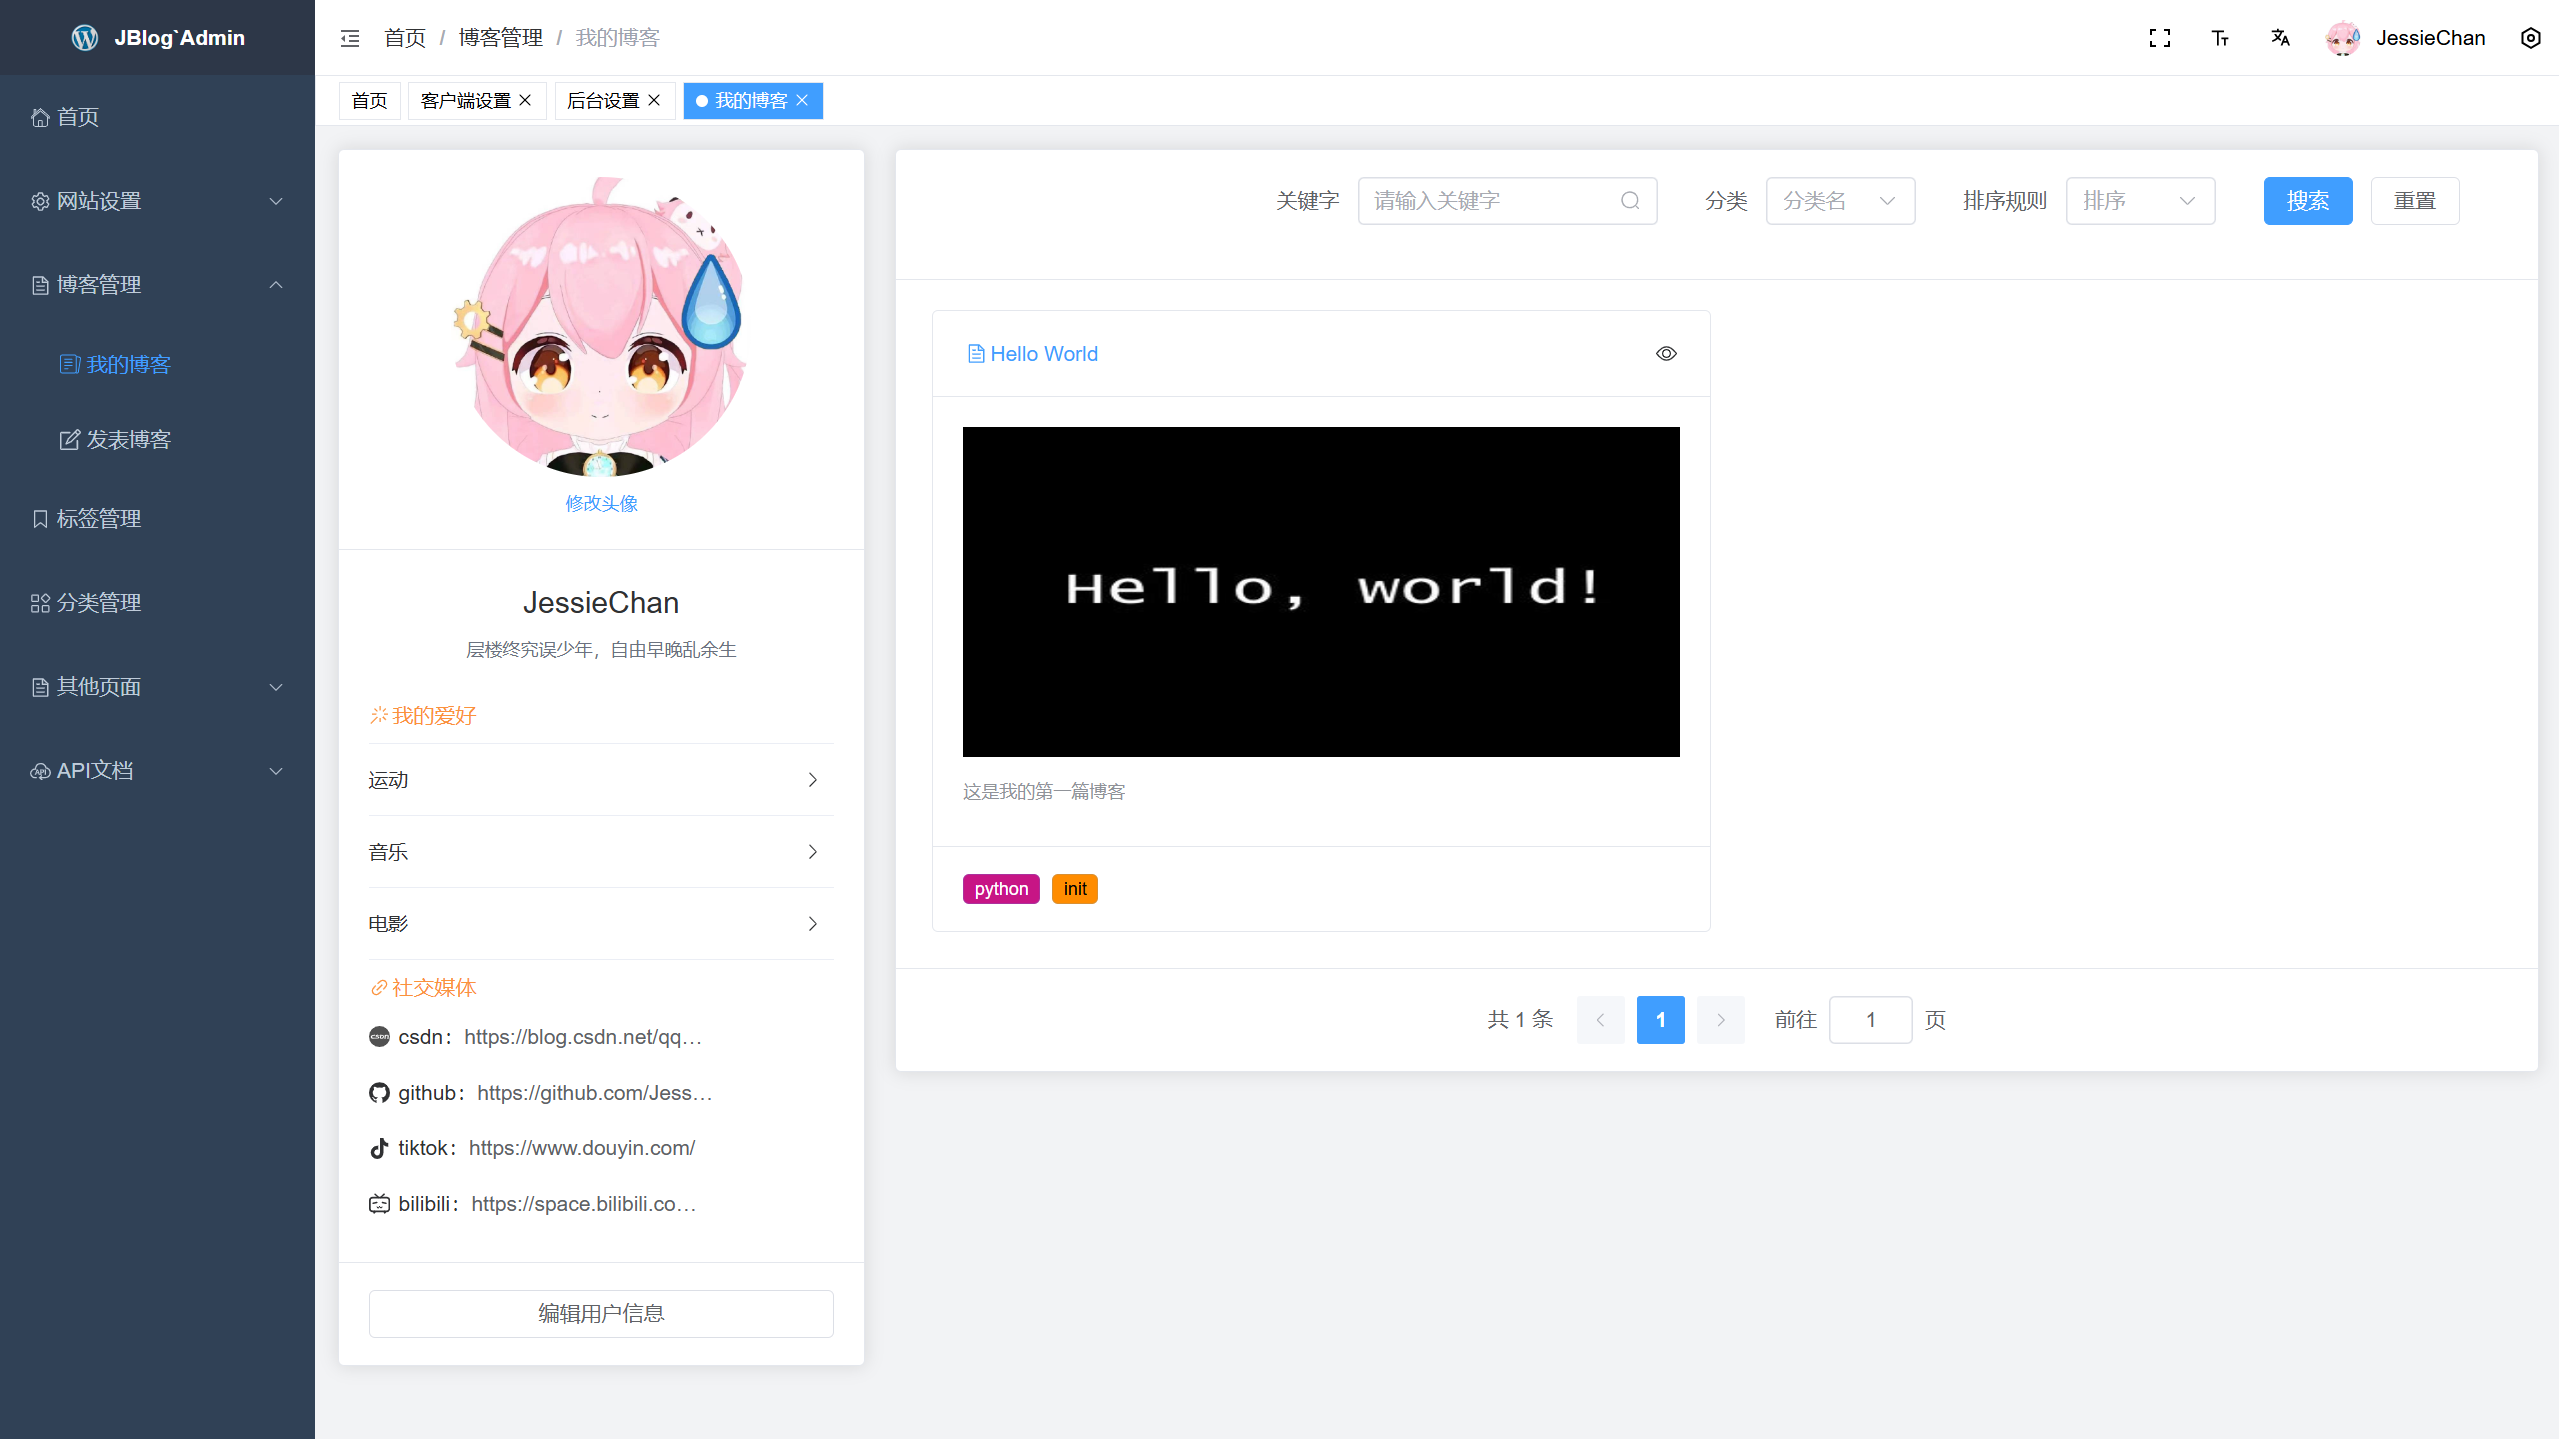 JBlog`Admin
首页
网站设置
博客管理
我的博客
发表博客
标签管理
分类管理
其他页面
API文档
首页 / 博客管理 / 我的博客
JessieChan
首页 客户端设置 后台设置 我的博客
修改头像
JessieChan
层楼终究误少年，自由早晚乱余生
我的爱好
运动
音乐
电影
社交媒体
csdn： https://blog.csdn.net/qq...
github： https://github.com/Jess...
tiktok： https://www.douyin.com/
bilibili： https://space.bilibili.co...
编辑用户信息
关键字 请输入关键字 分类 分类名 排序规则 排序 搜索 重置
Hello World
Hello, world!
这是我的第一篇博客
python init
共 1 条 1 前往 1 页